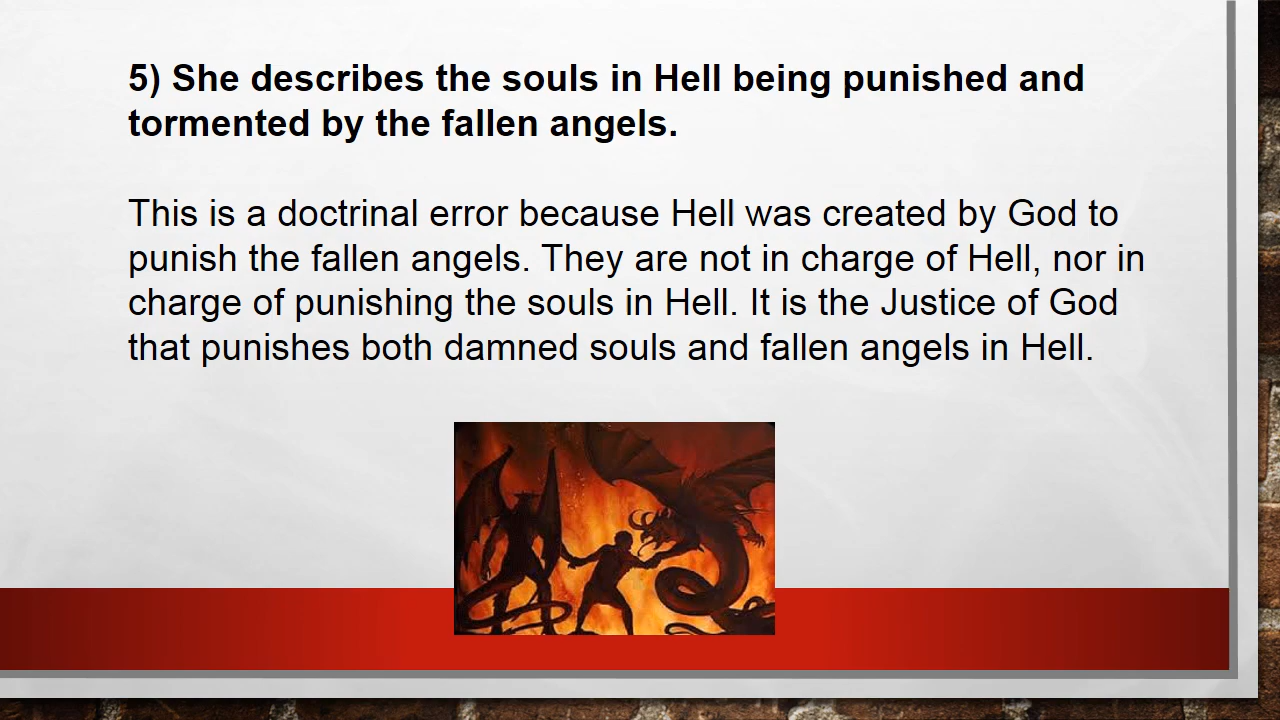 5) She describes the souls in Hell being punished and
tormented by the fallen angels.
This is a doctrinal error because Hell was created by God to
punish the fallen angels. They are not in charge of Hell, nor in
charge of punishing the souls in Hell. It is the Justice of God
that punishes both damned souls and fallen angels in Hell.